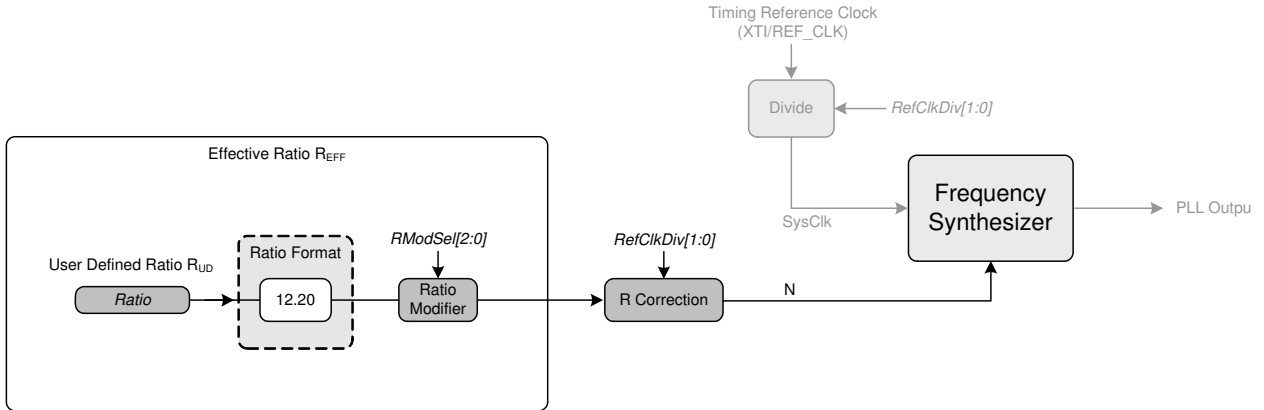 Timing Reference Clock
(XTI/REF_CLK)
Divide
RefClkDiv[1:0]
Effective Ratio REFF
Frequency
Synthesizer
PLL Outpu
SysClk
RModSel[2:0]
RefClkDiv[1:0]
Ratio Format
User Defined Ratio RUD
Ratio
12.20
Ratio
Modifier
R Correction
N